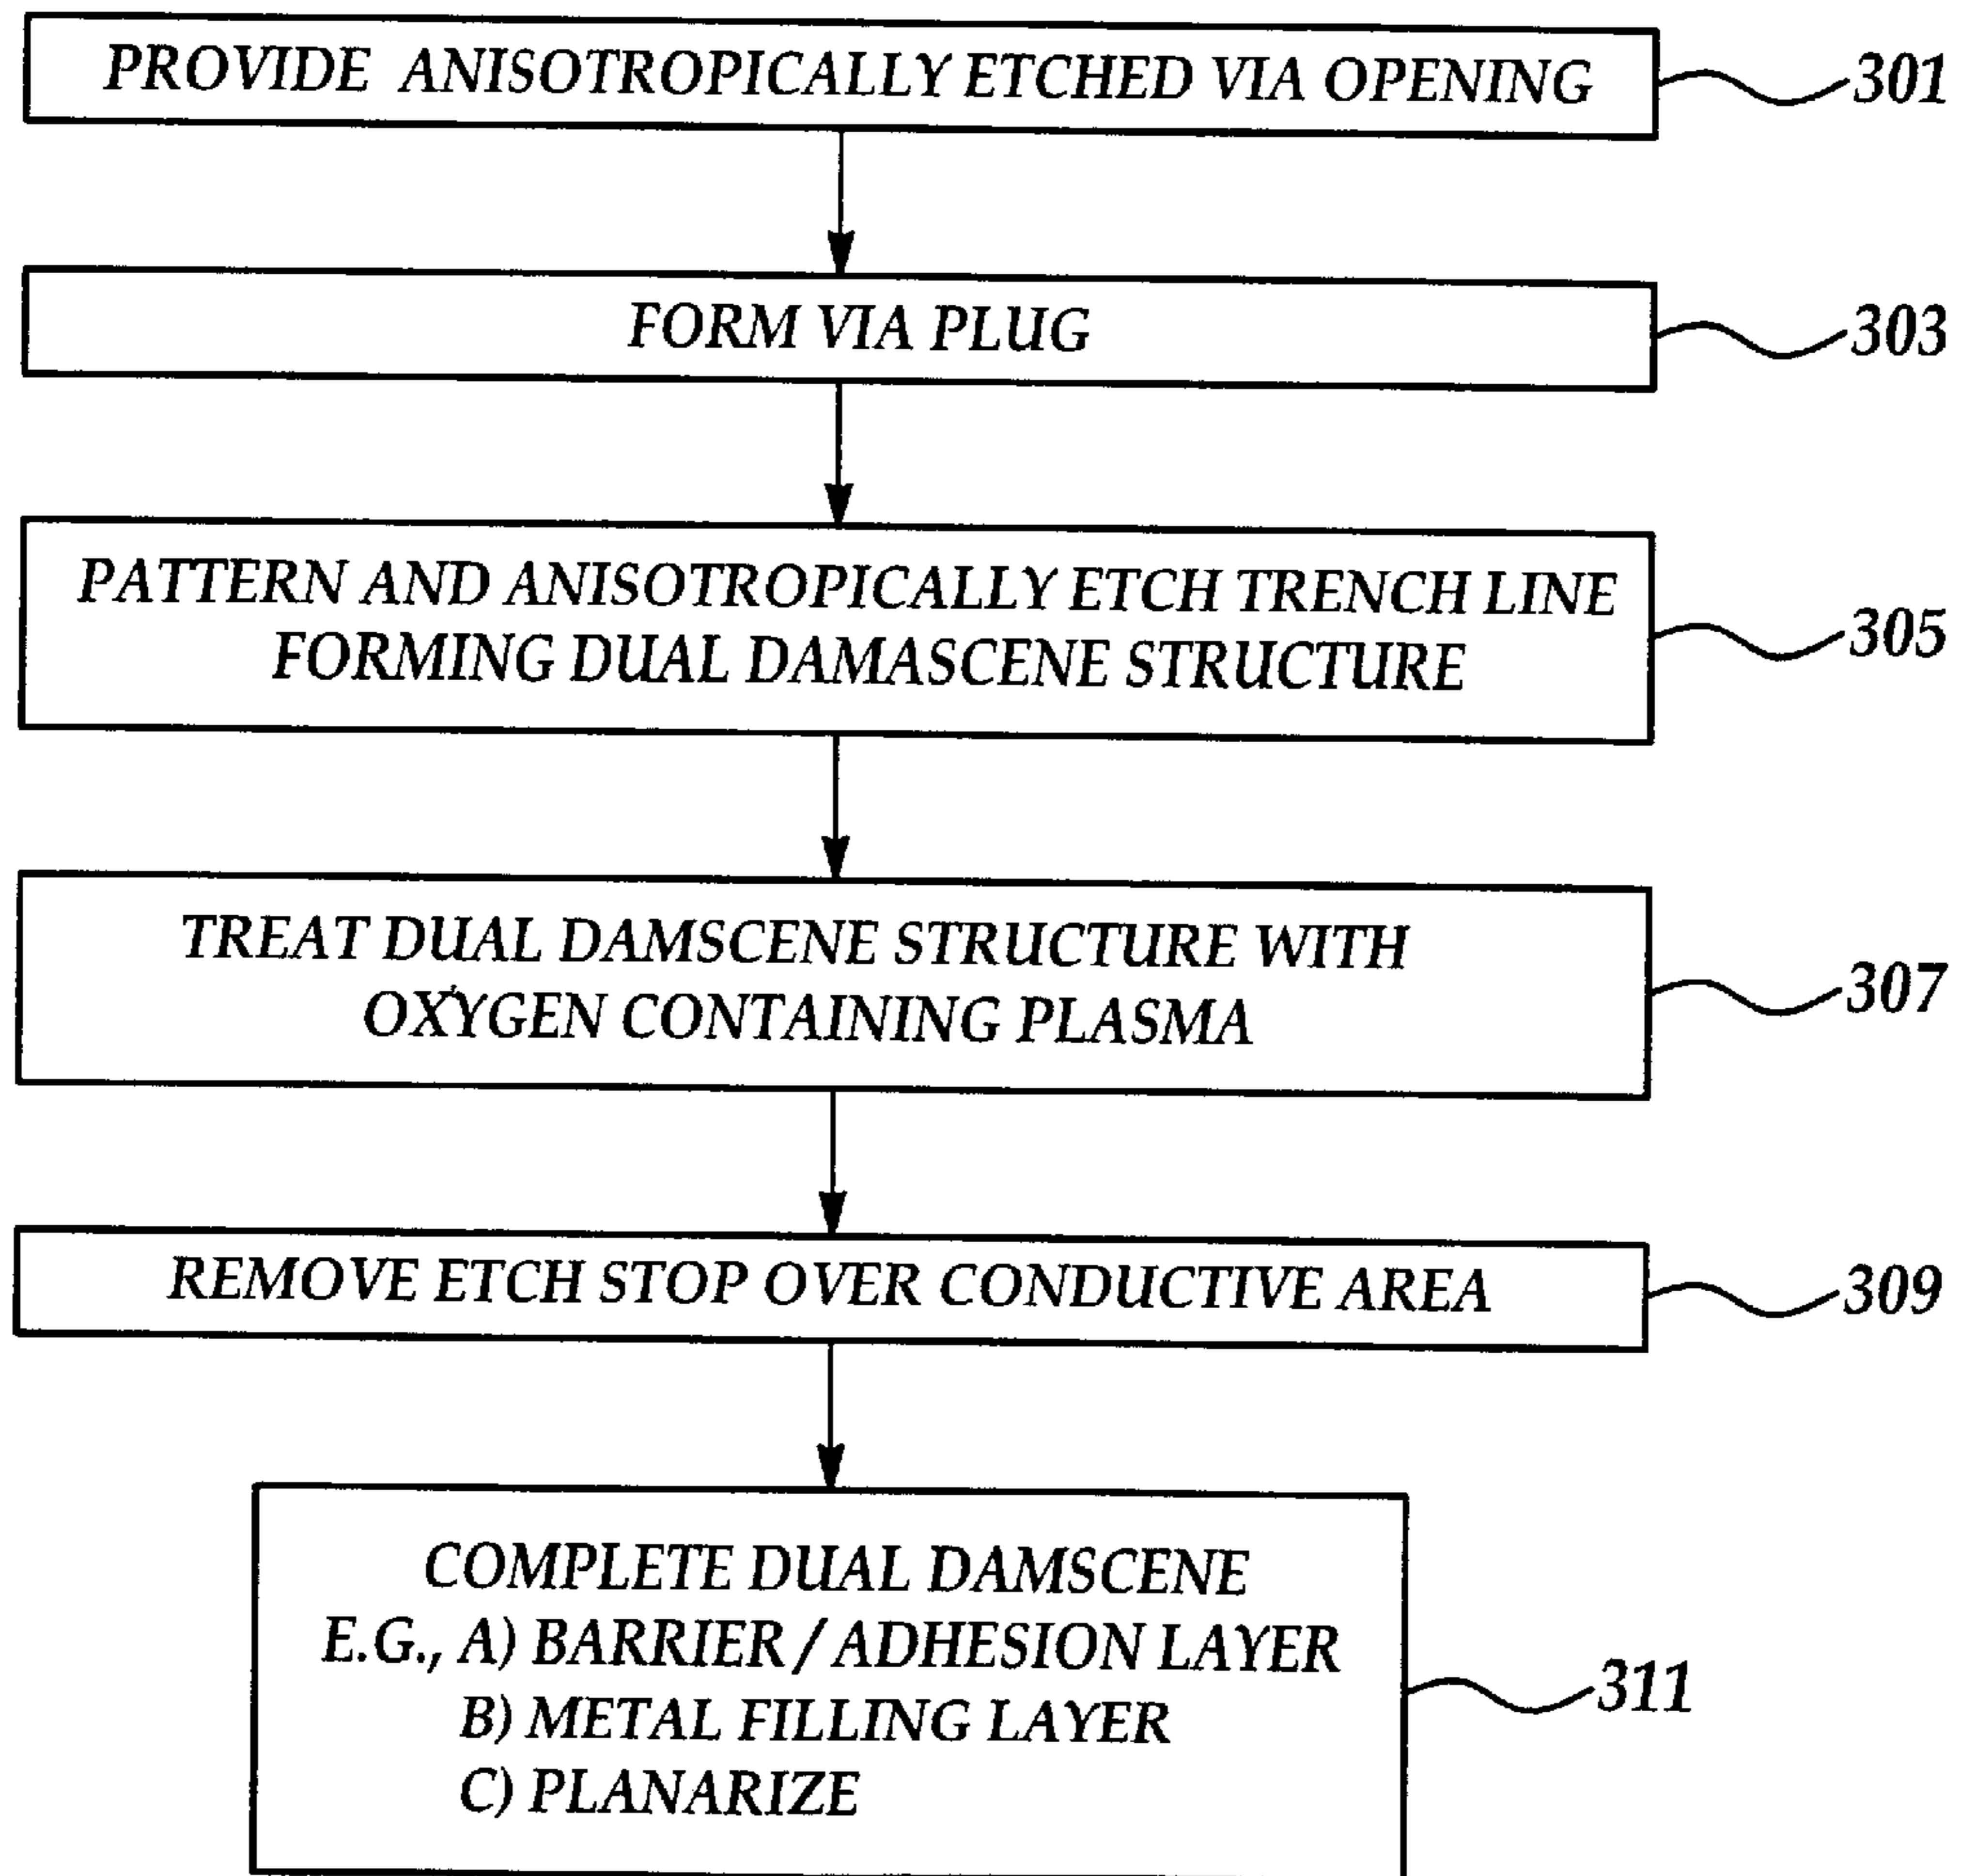 PROVIDE ANISOTROPICALLY ETCHED VIA OPENING
301
FORM VIA PLUG
303
PATTERN AND ANISOTROPICALLY ETCH TRENCH LINE
FORMING DUAL DAMASCENE STRUCTURE
305
TREAT DUAL DAMSCENE STRUCTURE WITH
OXYGEN CONTAINING PLASMA
307
REMOVE ETCH STOP OVER CONDUCTIVE AREA
309
COMPLETE DUAL DAMSCENE
E.G., A) BARRIER / ADHESION LAYER
B) METAL FILLING LAYER
C) PLANARIZE
311